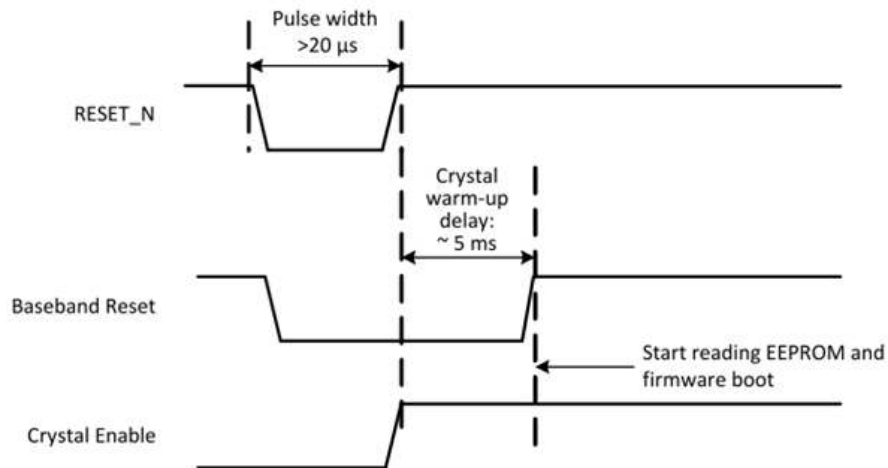 Pulse width
>20 µs
RESET_N
Crystal
warm-up
delay:
~ 5 ms
Baseband Reset
Start reading EEPROM and
firmware boot
Crystal Enable